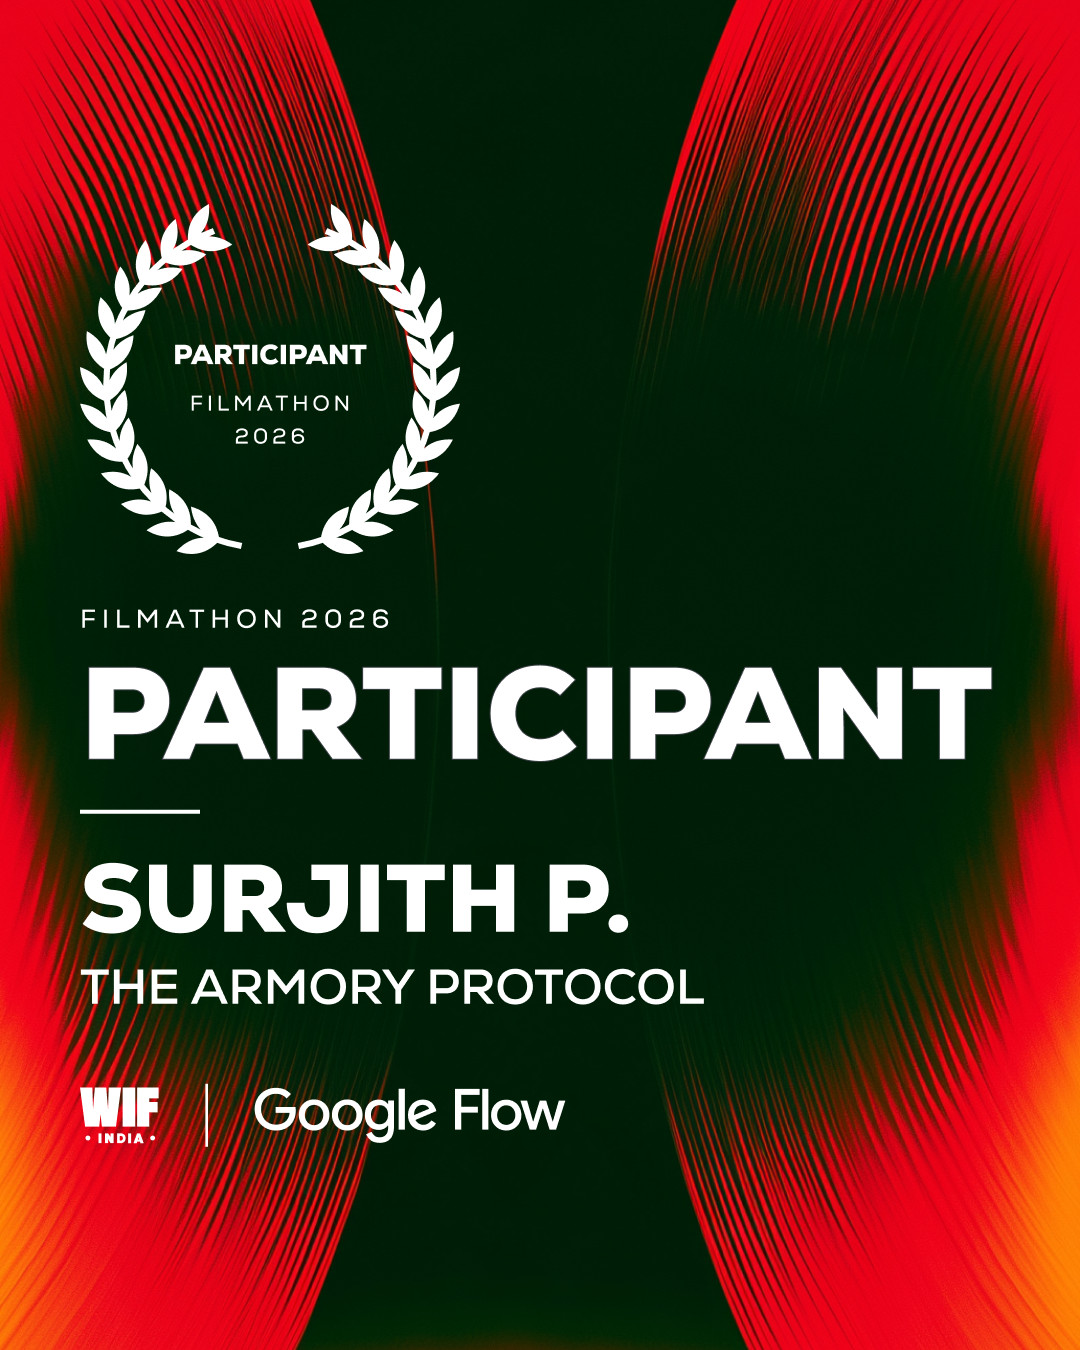 PARTICIPANT
FILMATHON
2026
FILMATHON 2026
PARTICIPANT
SURJITH P.
THE ARMORY PROTOCOL
WIF
• INDIA •
Google Flow